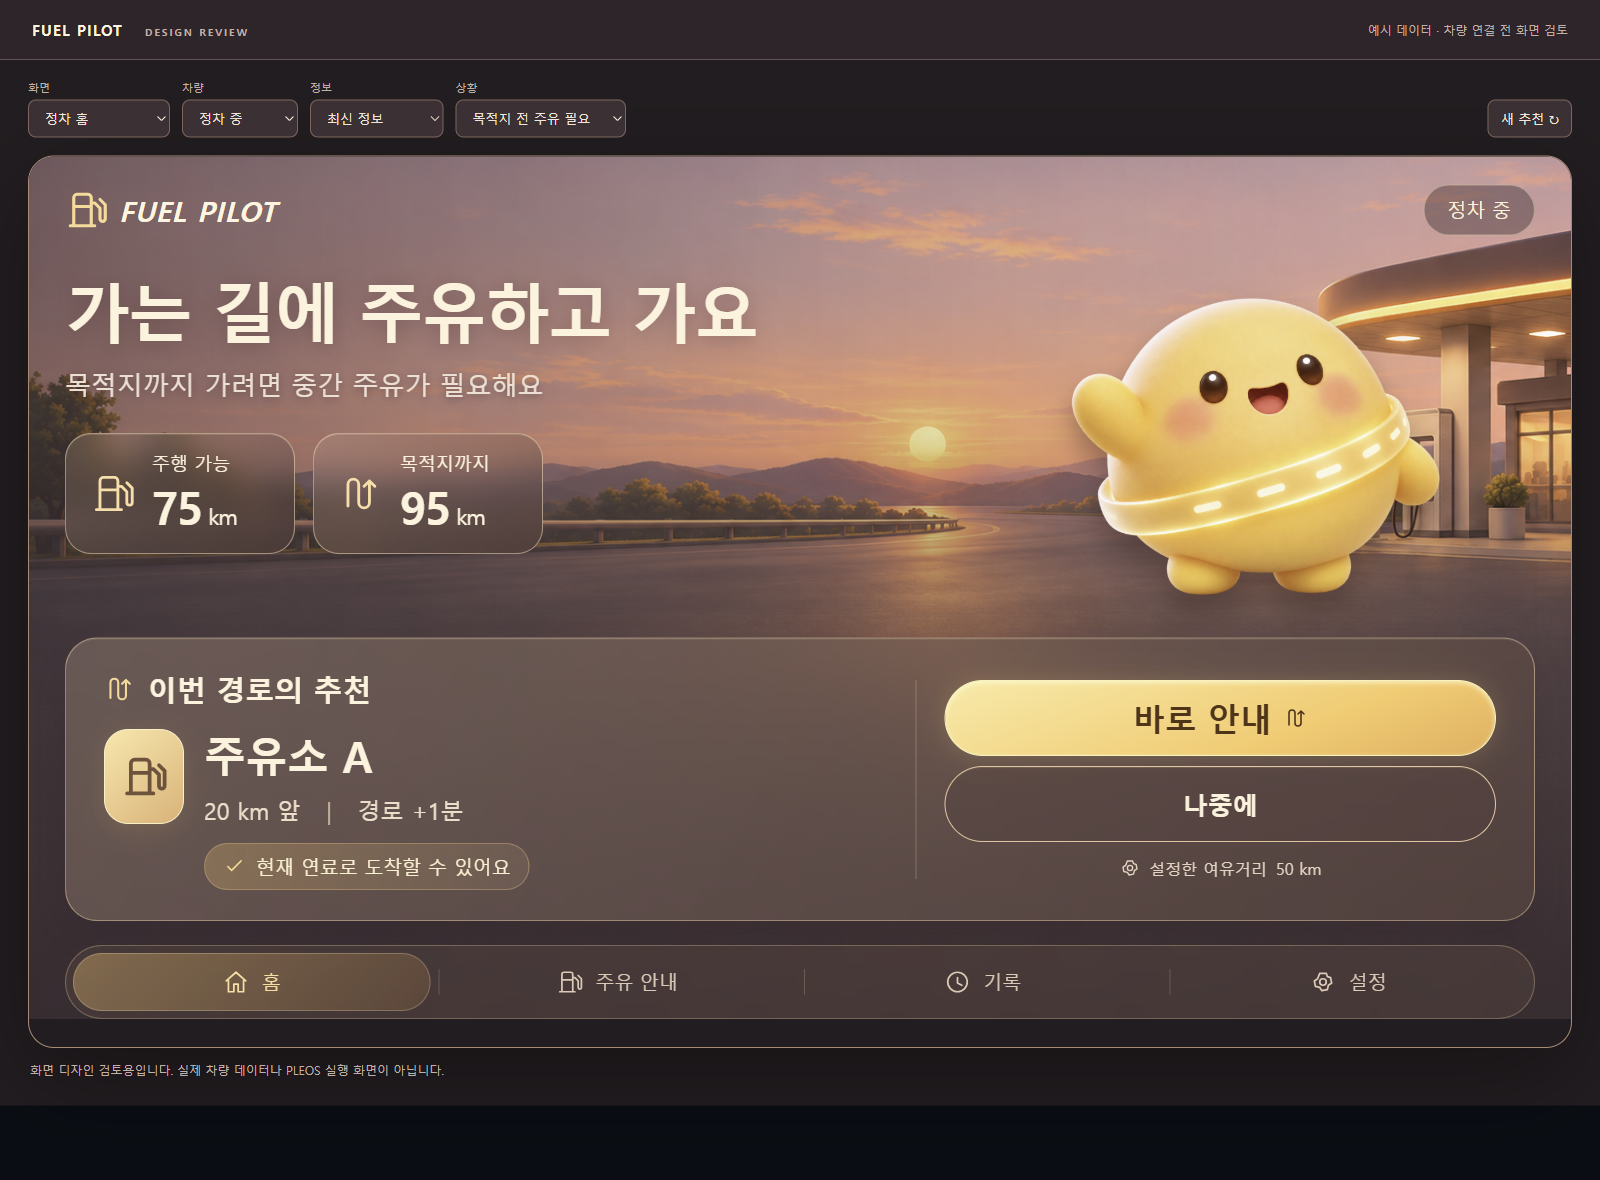 FUEL PILOT DESIGN REVIEW
예시 데이터 · 차량 연결 전 화면 검토
화면 차량 정보 상황
정차 홈 정차 중 최신 정보 목적지 전 주유 필요 새 추천 ↻
FUEL PILOT
정차 중
가는 길에 주유하고 가요
목적지까지 가려면 중간 주유가 필요해요
주행 가능
75 km
목적지까지
95 km
이번 경로의 추천
주유소 A
20 km 앞 | 경로 +1분
현재 연료로 도착할 수 있어요
바로 안내
나중에
설정한 여유거리 50 km
홈 주유 안내 기록 설정
화면 디자인 검토용입니다. 실제 차량 데이터나 PLEOS 실행 화면이 아닙니다.